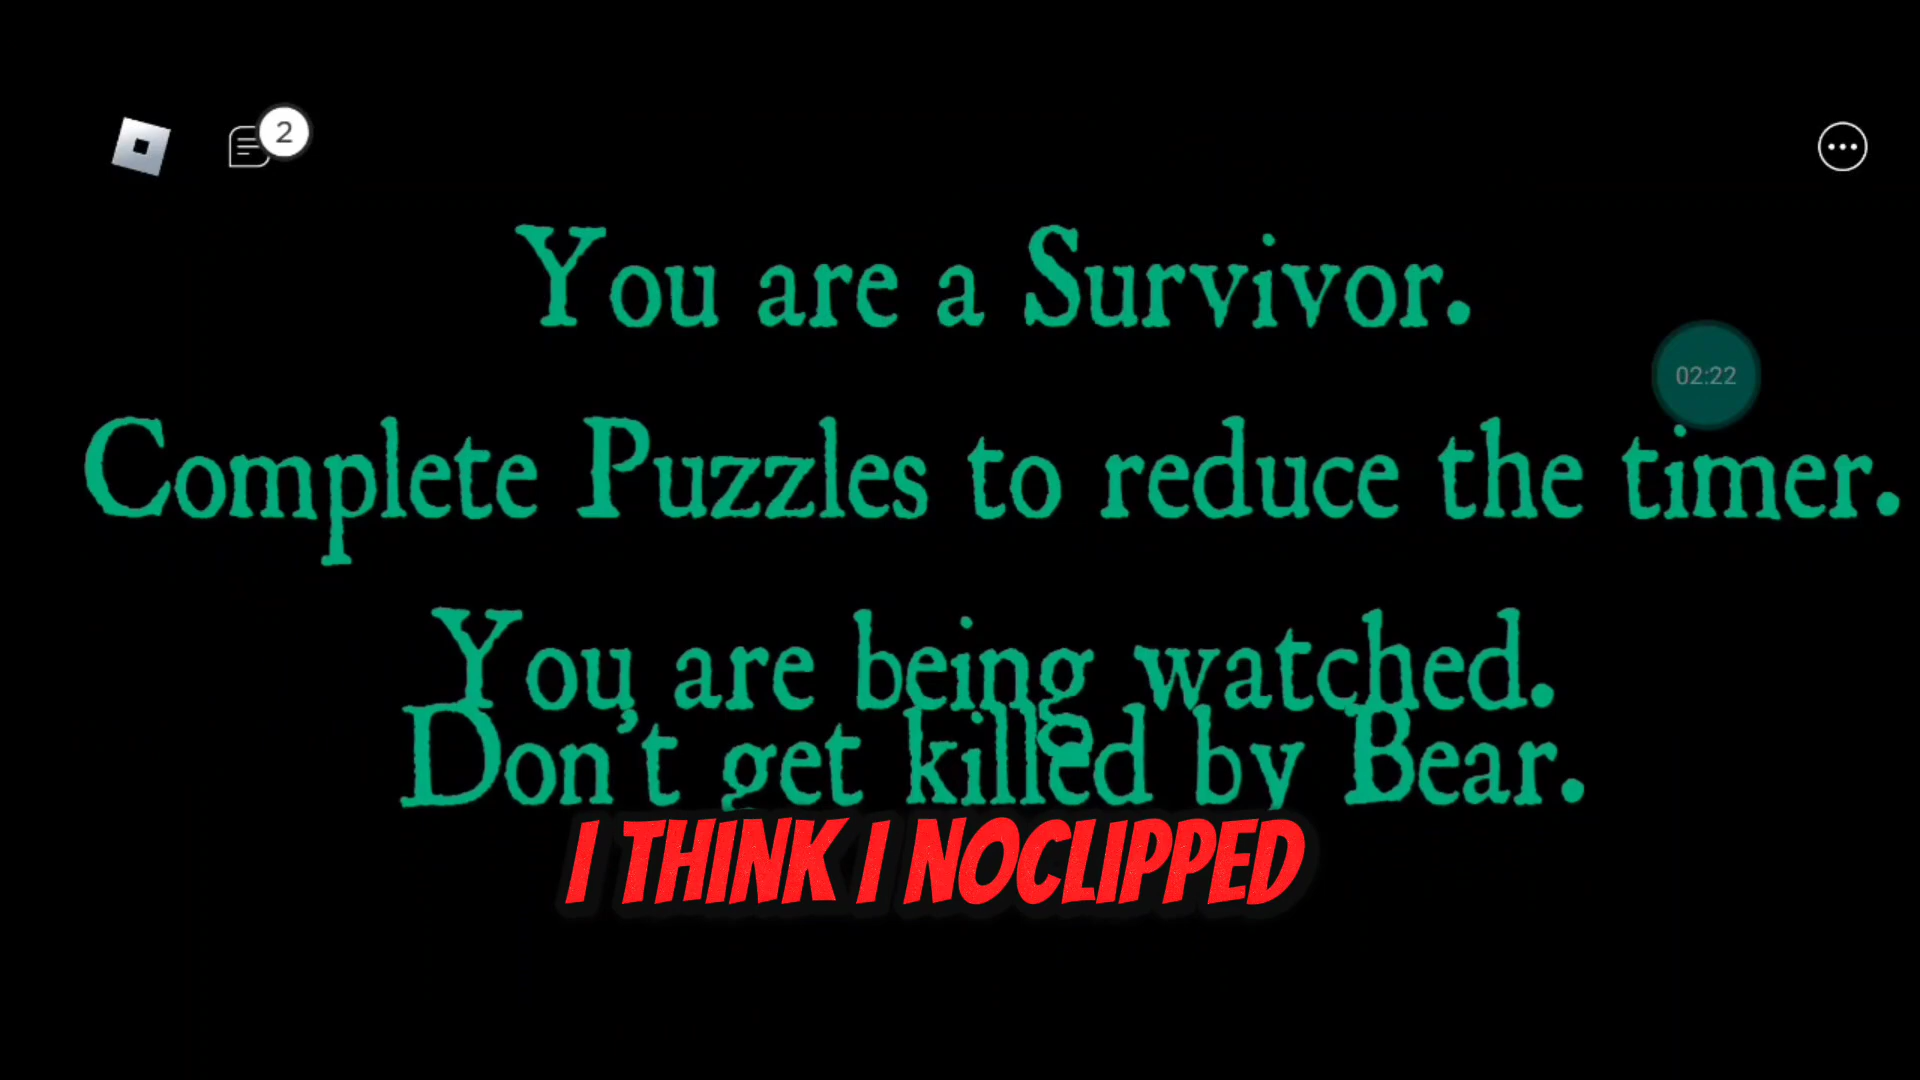 2
You are a Survivor.
02:22
Complete Puzzles to reduce the timer.
You are being watched.
Don't get killed by Bear.
I THINK I NOCLIPPED